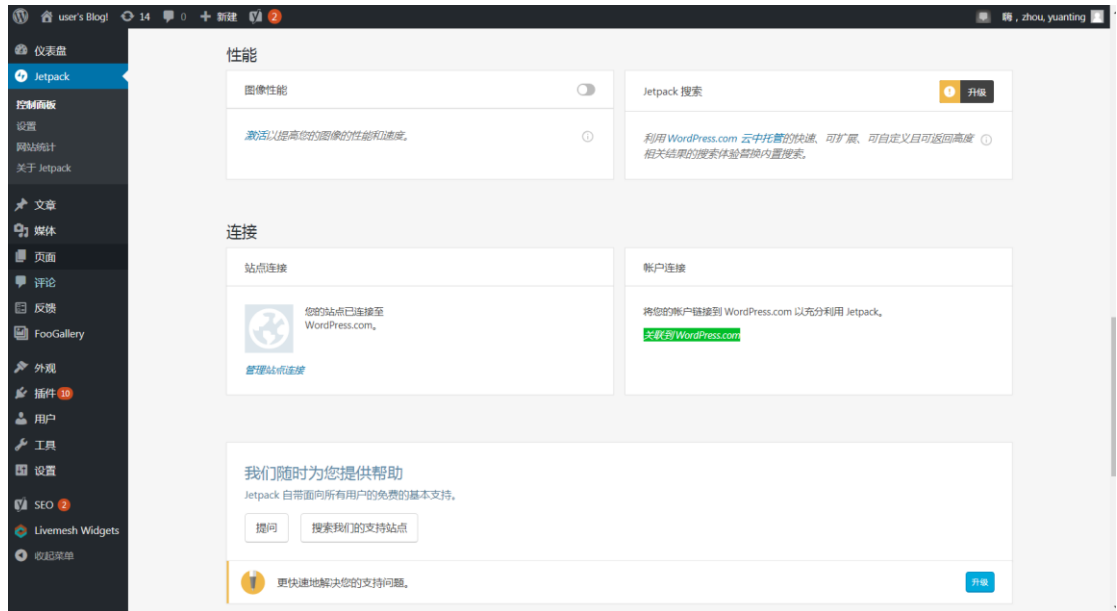 user's Blog!
14
0
新建
2
嗨 , zhou, yuanting
仪表盘
Jetpack
控制面板
设置
网站统计
关于 Jetpack
文章
媒体
页面
评论
反馈
FooGallery
外观
插件 10
用户
工具
设置
SEO 2
Livemesh Widgets
收起菜单
性能
图像性能
激活以提高您的图像的性能和速度。
Jetpack 搜索
升级
利用 WordPress.com 云中托管的快速、可扩展、可自定义且可返回高度
相关结果的搜索体验替换内置搜索。
连接
站点连接
您的站点已连接至
WordPress.com。
管理站点连接
帐户连接
将您的帐户链接到 WordPress.com 以充分利用 Jetpack。
关联到 WordPress.com
我们随时为您提供帮助
Jetpack 自带面向所有用户的免费的基本支持。
提问
搜索我们的支持站点
更快速地解决您的支持问题。
升级